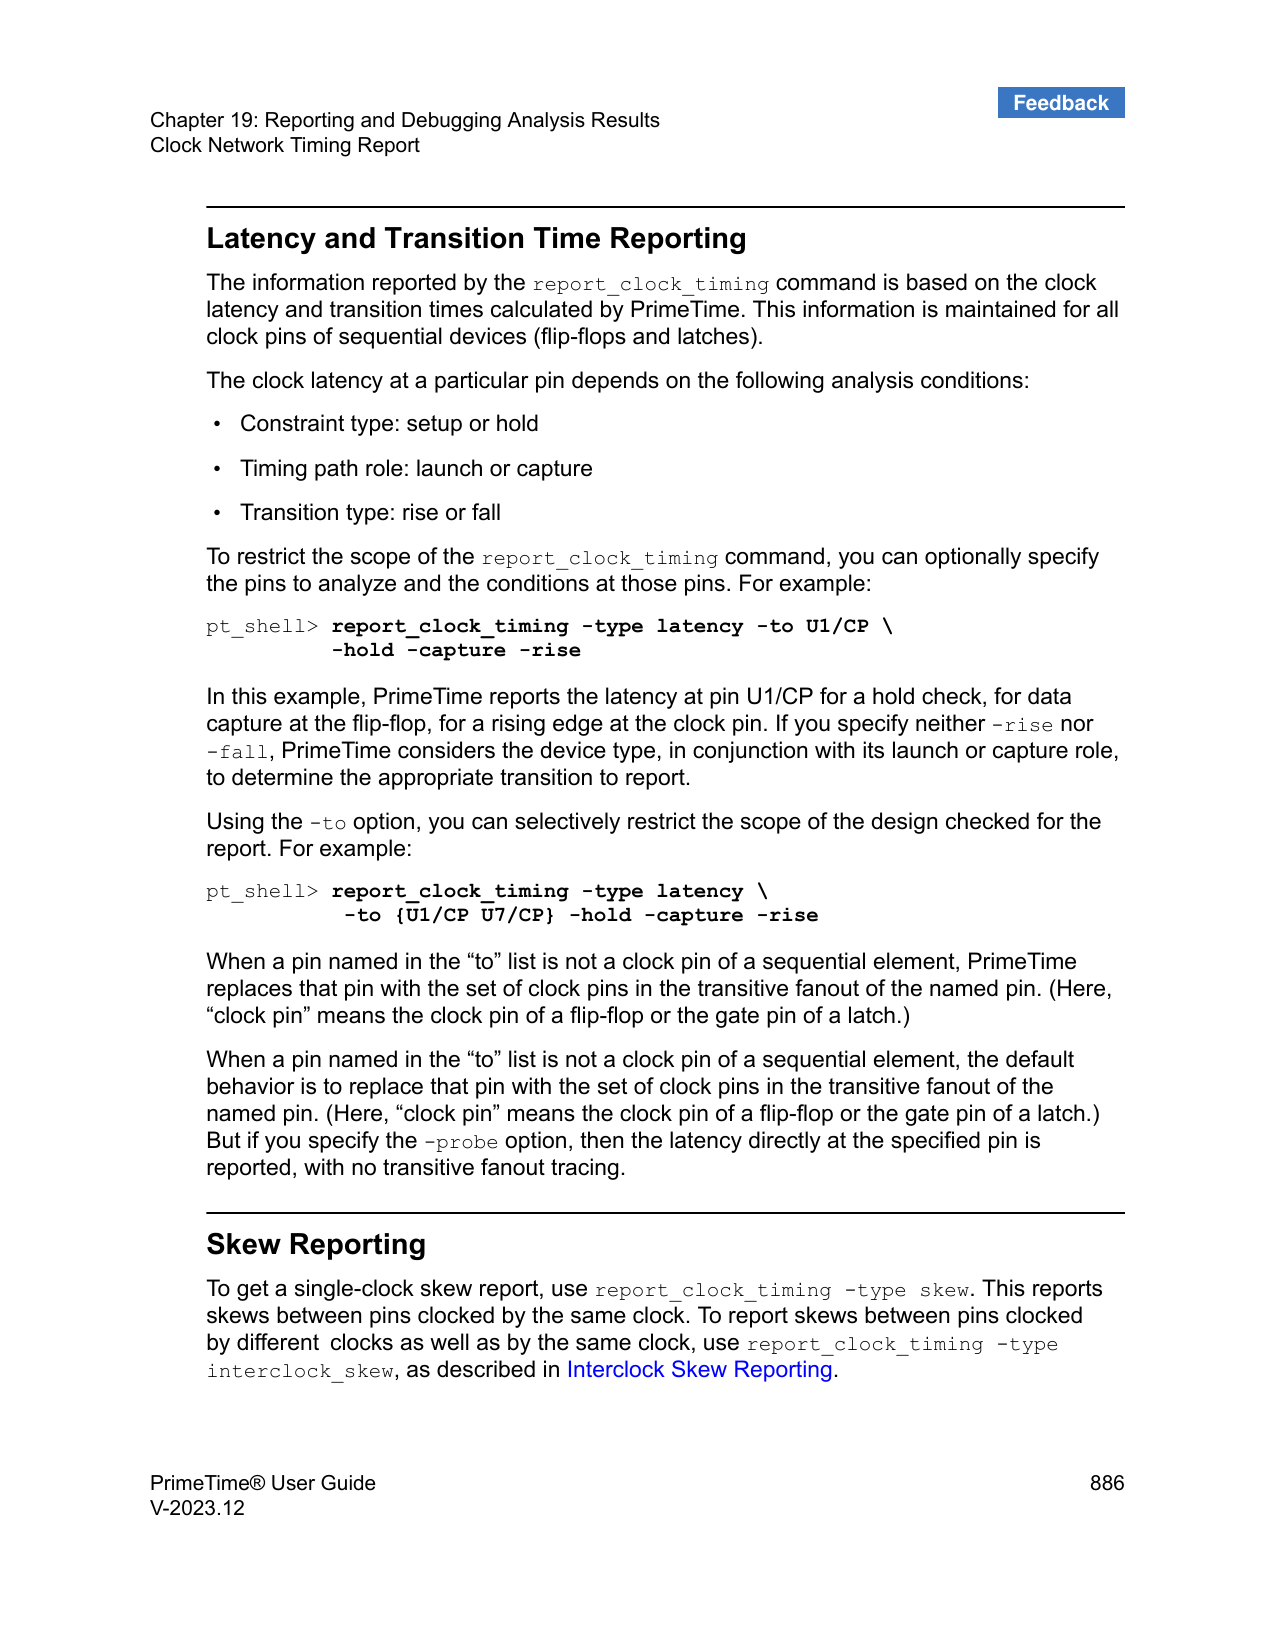 Feedback
Chapter 19: Reporting and Debugging Analysis Results
Clock Network Timing Report
Latency and Transition Time Reporting
The information reported by the report_clock_timing command is based on the clock
latency and transition times calculated by PrimeTime. This information is maintained for all
clock pins of sequential devices (flip-flops and latches).
The clock latency at a particular pin depends on the following analysis conditions:
• Constraint type: setup or hold
• Timing path role: launch or capture
• Transition type: rise or fall
To restrict the scope of the report_clock_timing command, you can optionally specify
the pins to analyze and the conditions at those pins. For example:
pt_shell> report_clock_timing -type latency -to U1/CP \
-hold -capture -rise
In this example, PrimeTime reports the latency at pin U1/CP for a hold check, for data
capture at the flip-flop, for a rising edge at the clock pin. If you specify neither -rise nor
-fall, PrimeTime considers the device type, in conjunction with its launch or capture role,
to determine the appropriate transition to report.
Using the -to option, you can selectively restrict the scope of the design checked for the
report. For example:
pt_shell> report_clock_timing -type latency \
-to {U1/CP U7/CP} -hold -capture -rise
When a pin named in the “to” list is not a clock pin of a sequential element, PrimeTime
replaces that pin with the set of clock pins in the transitive fanout of the named pin. (Here,
“clock pin” means the clock pin of a flip-flop or the gate pin of a latch.)
When a pin named in the “to” list is not a clock pin of a sequential element, the default
behavior is to replace that pin with the set of clock pins in the transitive fanout of the
named pin. (Here, “clock pin” means the clock pin of a flip-flop or the gate pin of a latch.)
But if you specify the -probe option, then the latency directly at the specified pin is
reported, with no transitive fanout tracing.
Skew Reporting
To get a single-clock skew report, use report_clock_timing -type skew. This reports
skews between pins clocked by the same clock. To report skews between pins clocked
by different clocks as well as by the same clock, use report_clock_timing -type
interclock_skew, as described in Interclock Skew Reporting.
PrimeTime® User Guide
886
V-2023.12